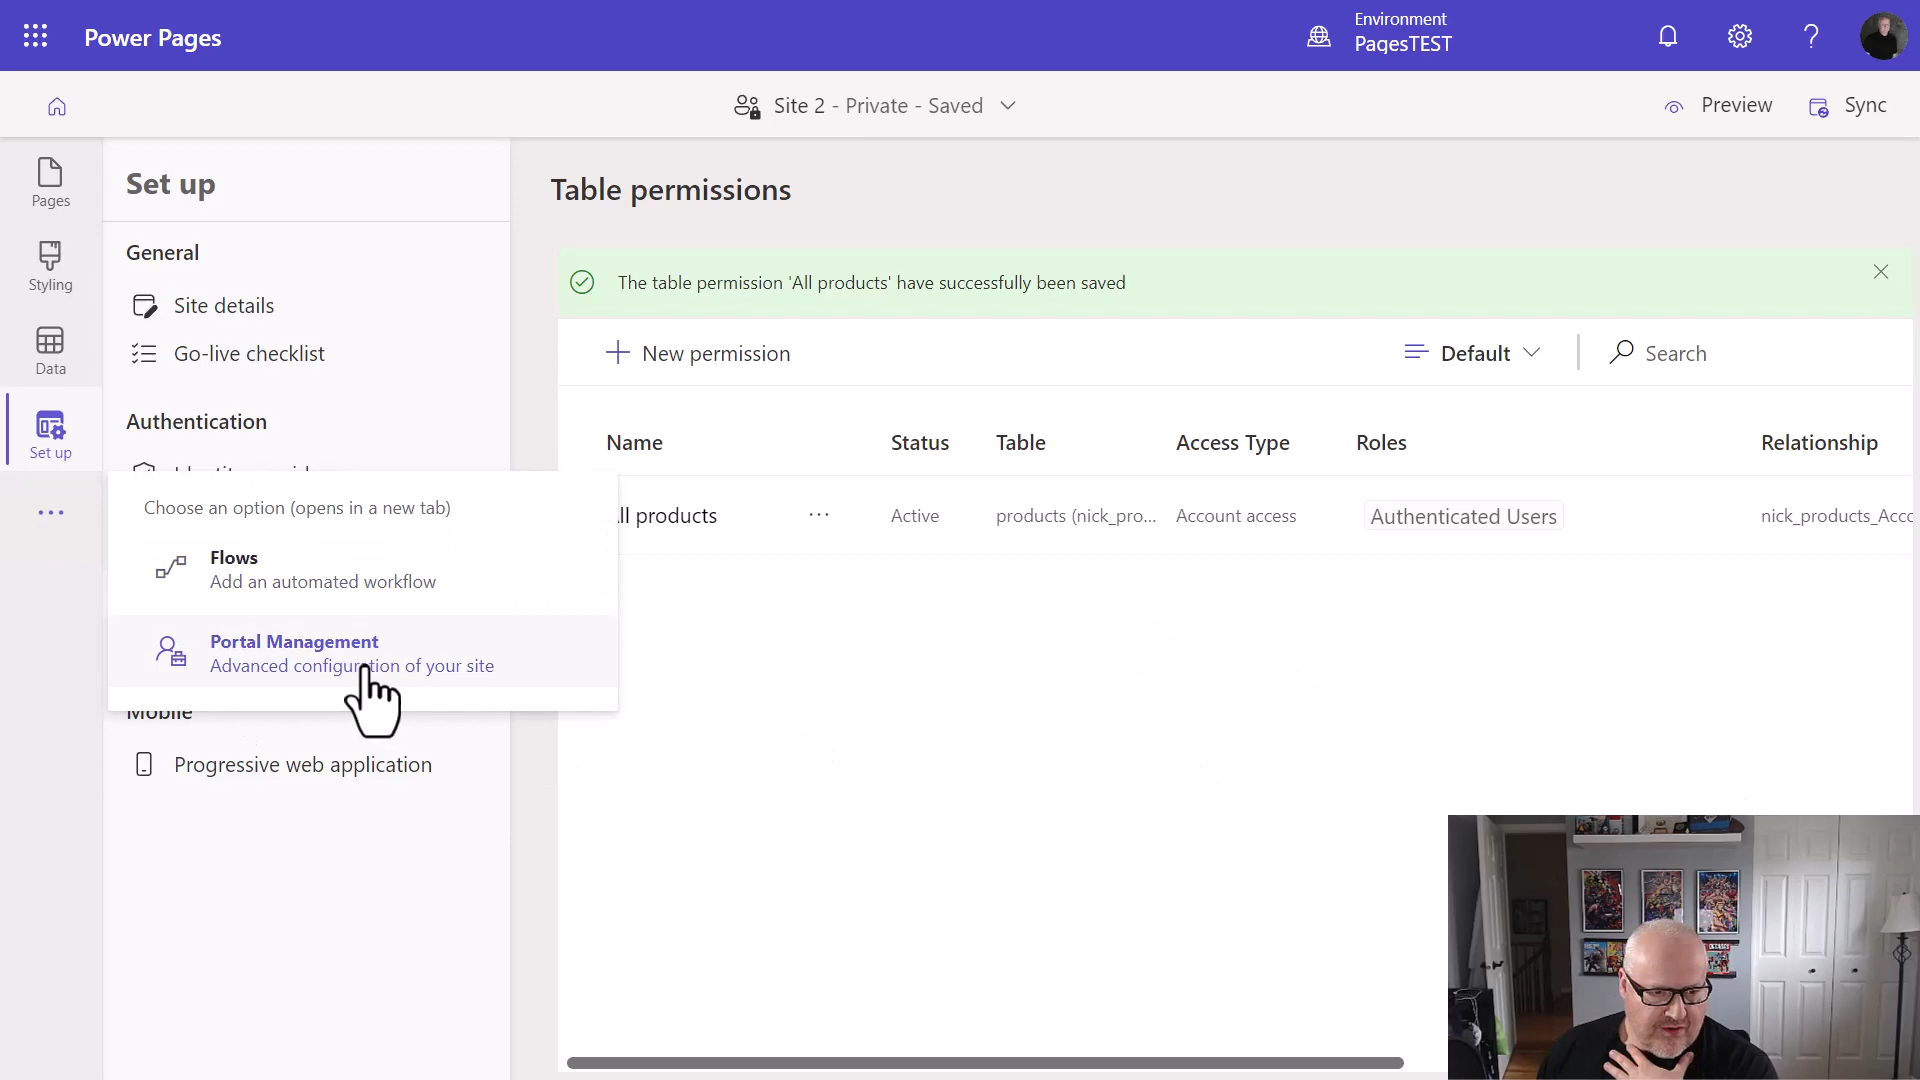 Power Pages
Environment
PagesTEST
Site 2 - Private - Saved
Preview
Sync
Pages
Styling
Data
Set up
Set up
General
Site details
Go-live checklist
Authentication
Choose an option (opens in a new tab)
Flows
Add an automated workflow
Portal Management
Advanced configuration of your site
Mobile
Progressive web application
Table permissions
The table permission 'All products' have successfully been saved
New permission
Default
Search
Name Status Table Access Type Roles Relationship
ll products ... Active products (nick_pro... Account access Authenticated Users nick_products_Acco